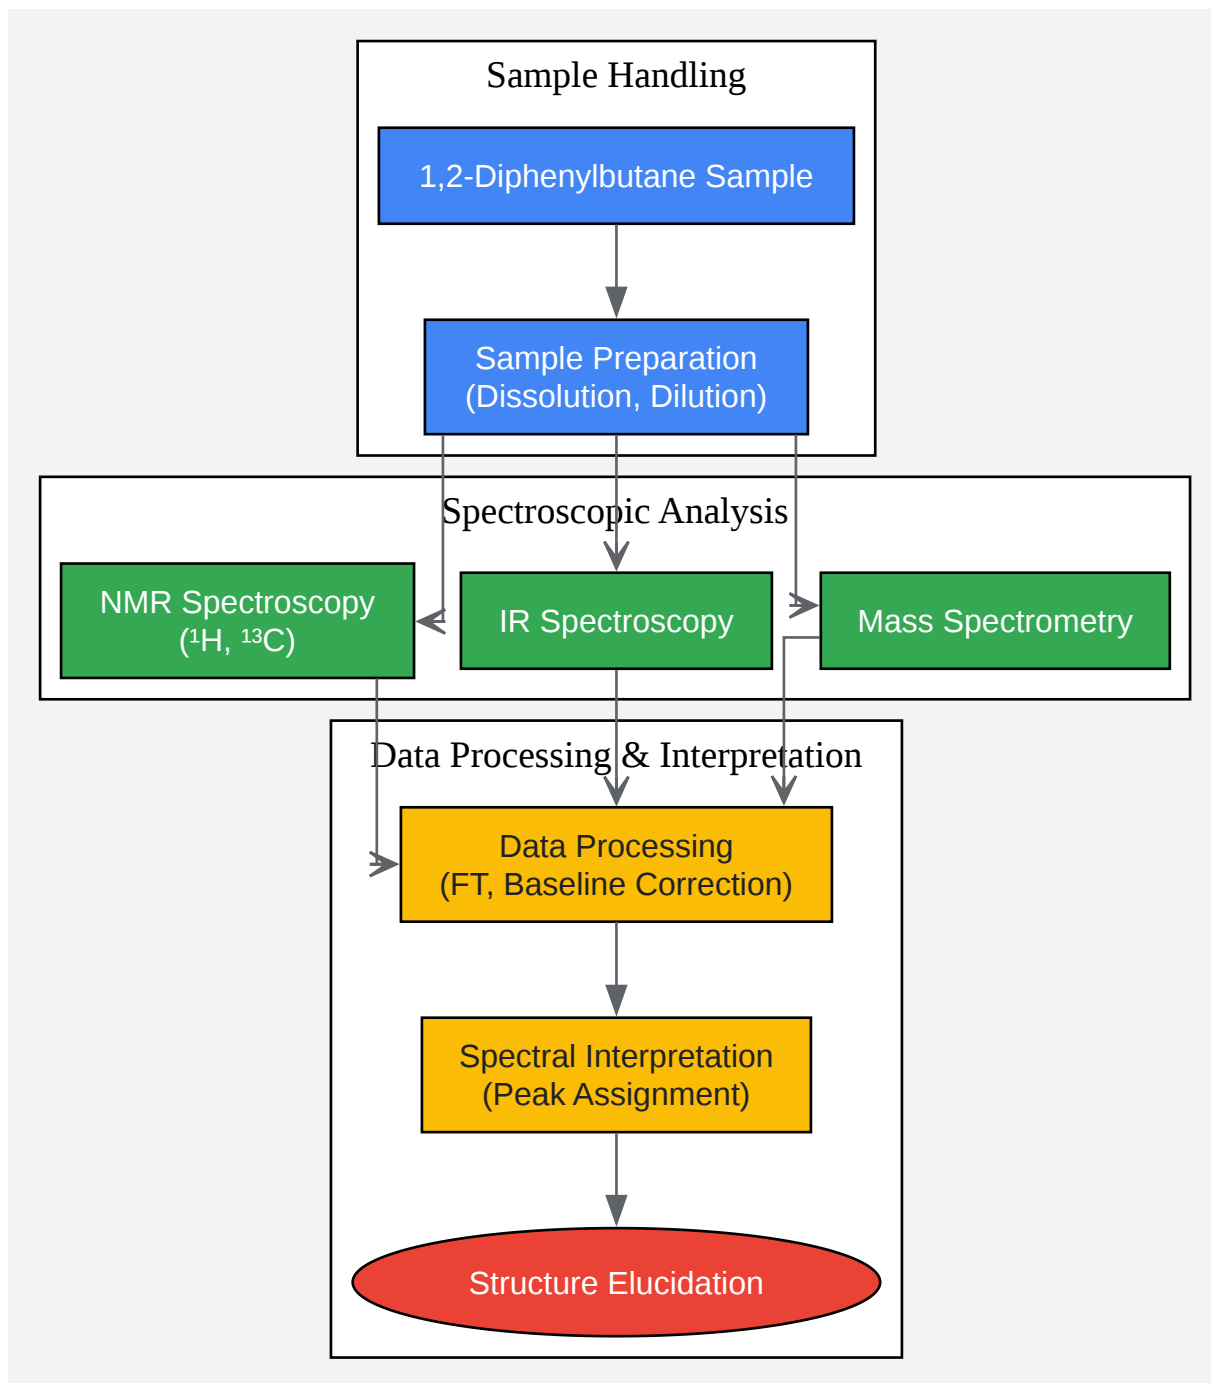 Sample Handling
1,2-Diphenylbutane Sample
Sample Preparation
(Dissolution, Dilution)
Spectroscopic Analysis
NMR Spectroscopy
(¹H, ¹³C)
IR Spectroscopy
Mass Spectrometry
Data Processing & Interpretation
Data Processing
(FT, Baseline Correction)
Spectral Interpretation
(Peak Assignment)
Structure Elucidation